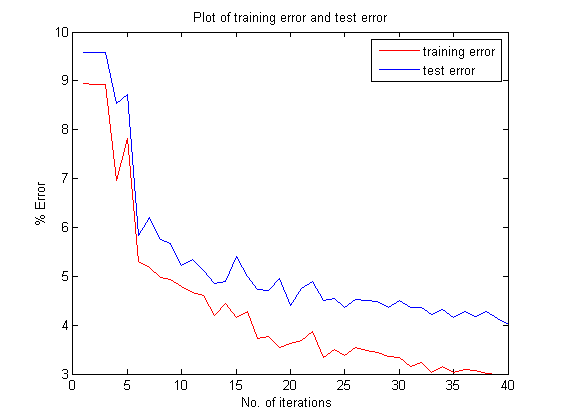 Plot of training error and test error
training error
test error
10
9
8
7
6
5
4
3
% Error
0 5 10 15 20 25 30 35 40
No. of iterations